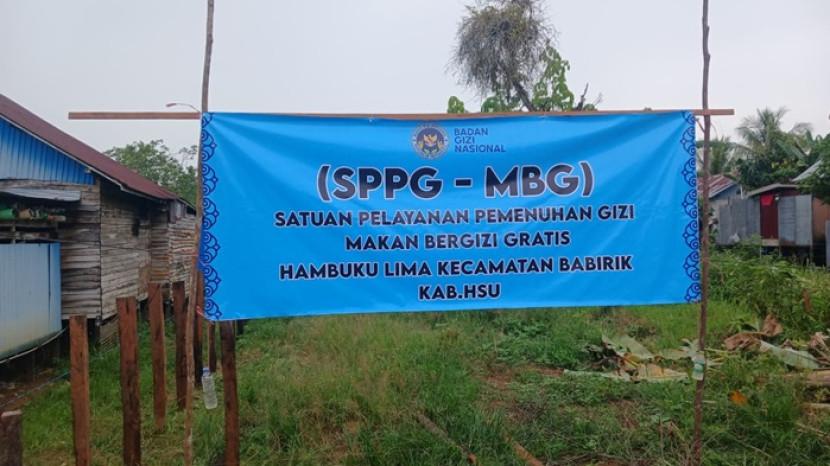 BADAN
GIZI
NASIONAL
(SPPG - MBG)
SATUAN PELAYANAN PEMENUHAN GIZI
MAKAN BERGIZI GRATIS
HAMBUKU LIMA KECAMATAN BABIRIK
KAB.HSU